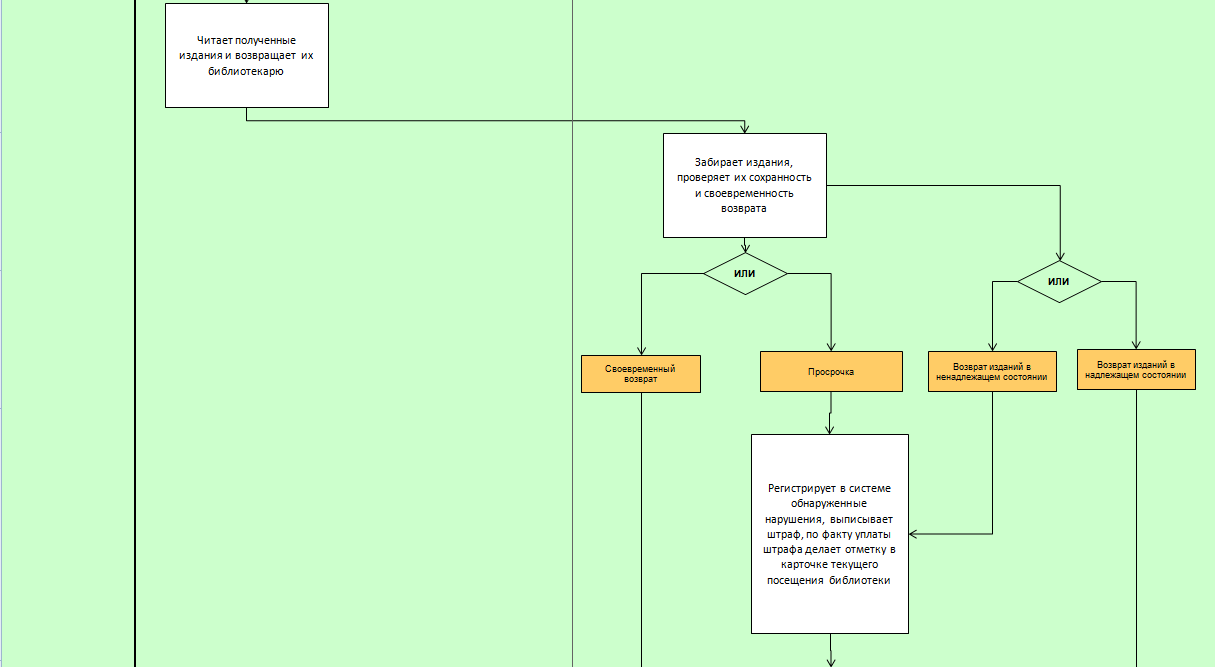 Читает полученные
издания и возвращает их
библиотекарю
Забирает издания,
проверяет их сохранность
и своевременность
возврата
ИЛИ
ИЛИ
Своевременный
возврат
Просрочка
Возврат изданий в
ненадлежащем состоянии
Возврат изданий в
надлежащем состоянии
Регистрирует в системе
обнаруженные
нарушения, выписывает
штраф, по факту уплаты
штрафа делает отметку в
карточке текущего
посещения библиотеки